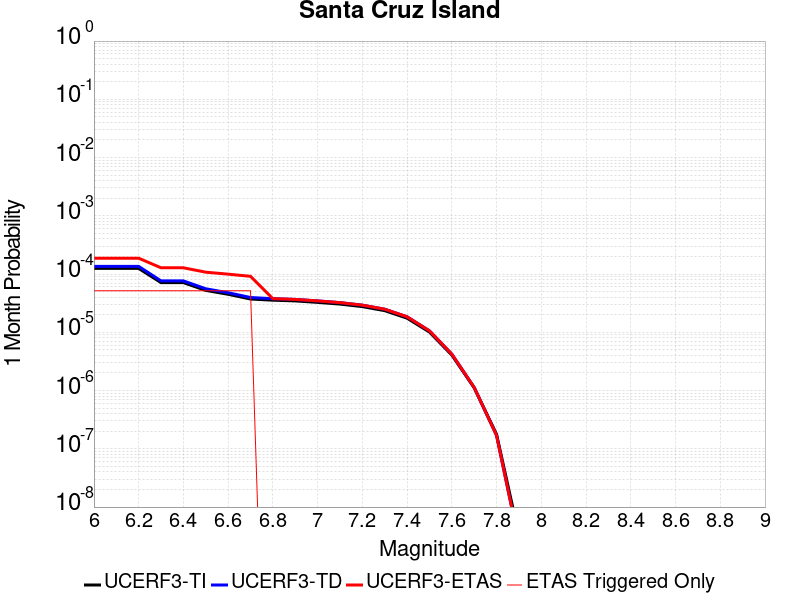 Santa Cruz Island
1 Month Probability
10^0
10^-1
10^-2
10^-3
10^-4
10^-5
10^-6
10^-7
10^-8
6 6.2 6.4 6.6 6.8 7 7.2 7.4 7.6 7.8 8 8.2 8.4 8.6 8.8 9
Magnitude
UCERF3-TI UCERF3-TD UCERF3-ETAS ETAS Triggered Only